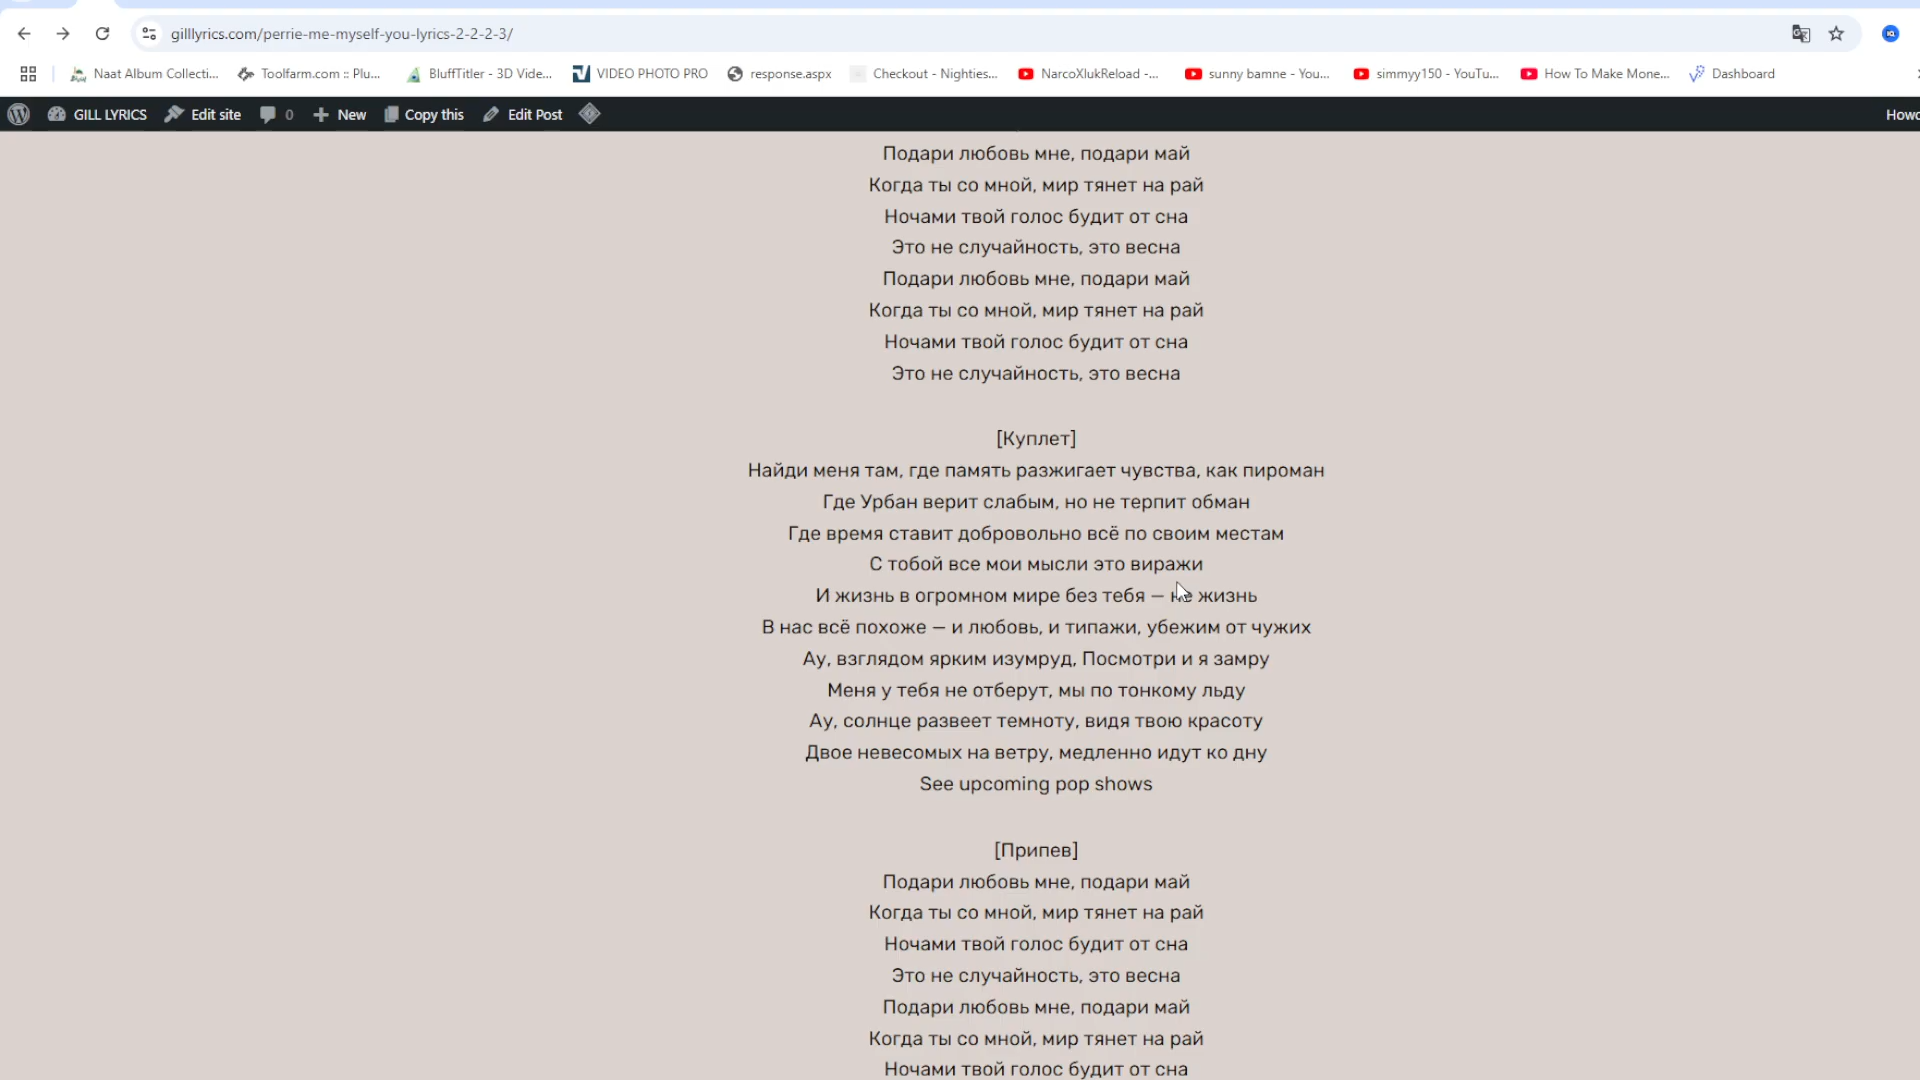 gilllyrics.com/perrie-me-myself-you-lyrics-2-2-2-3/
Naat Album Collecti... Toolfarm.com :: Plu... BluffTitler - 3D Vide... VIDEO PHOTO PRO response.aspx Checkout - Nighties... NarcoXlukReload -... sunny bamne - You... simmyy150 - YouTu... How To Make Mone... Dashboard
GILL LYRICS Edit site 0 New Copy this Edit Post Howd
Подари любовь мне, подари май
Когда ты со мной, мир тянет на рай
Ночами твой голос будит от сна
Это не случайность, это весна
Подари любовь мне, подари май
Когда ты со мной, мир тянет на рай
Ночами твой голос будит от сна
Это не случайность, это весна
[Куплет]
Найди меня там, где память разжигает чувства, как пироман
Где Урбан верит слабым, но не терпит обман
Где время ставит добровольно всё по своим местам
С тобой все мои мысли это виражи
И жизнь в огромном мире без тебя — не жизнь
В нас всё похоже — и любовь, и типажи, убежим от чужих
Ау, взглядом ярким изумруд, Посмотри и я замру
Меня у тебя не отберут, мы по тонкому льду
Ау, солнце развеет темноту, видя твою красоту
Двое невесомых на ветру, медленно идут ко дну
See upcoming pop shows
[Припев]
Подари любовь мне, подари май
Когда ты со мной, мир тянет на рай
Ночами твой голос будит от сна
Это не случайность, это весна
Подари любовь мне, подари май
Когда ты со мной, мир тянет на рай
Ночами твой голос будит от сна